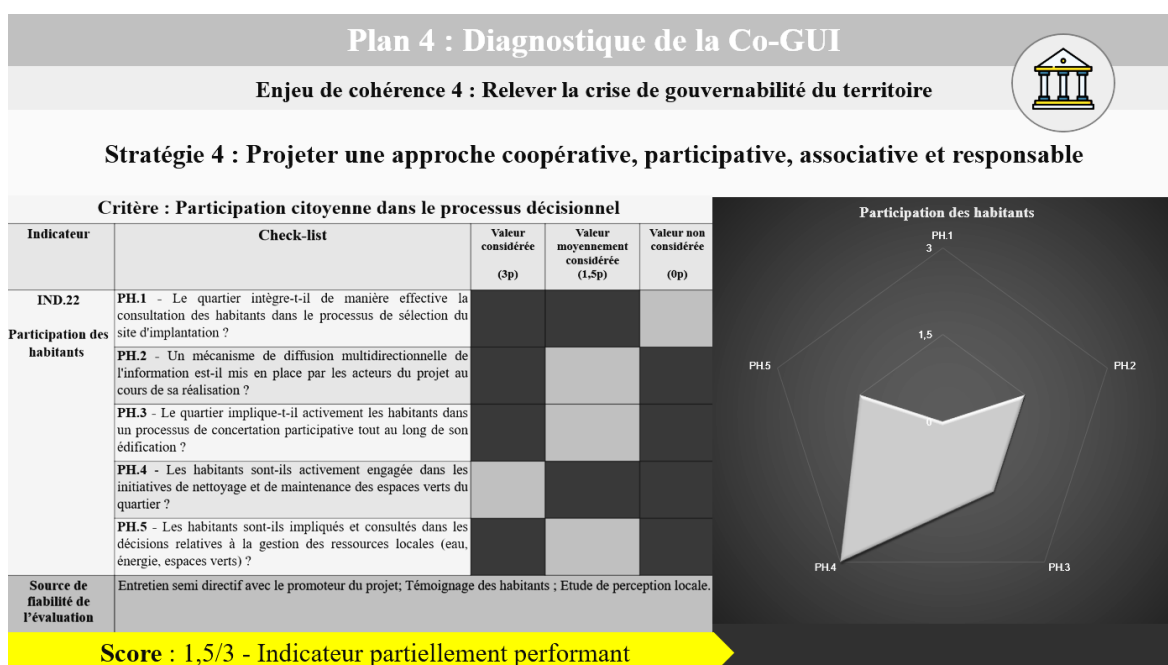 Plan 4 : Diagnostique de la Co-GUI
Enjeu de cohérence 4 : Relever la crise de gouvernabilité du territoire
Stratégie 4 : Projeter une approche coopérative, participative, associative et responsable
Critère : Participation citoyenne dans le processus décisionnel
Indicateur
Check-list
Valeur
considérée
(3p)
Valeur
moyennement
considérée
(1,5p)
Valeur non
considérée
(0p)
IND.22
Participation des
habitants
PH.1 - Le quartier intègre-t-il de manière effective la
consultation des habitants dans le processus de sélection du
site d'implantation ?
PH.2 - Un mécanisme de diffusion multidirectionnelle de
l'information est-il mis en place par les acteurs du projet au
cours de sa réalisation ?
PH.3 - Le quartier implique-t-il activement les habitants dans
un processus de concertation participative tout au long de son
édification ?
PH.4 - Les habitants sont-ils activement engagée dans les
initiatives de nettoyage et de maintenance des espaces verts du
quartier ?
PH.5 - Les habitants sont-ils impliqués et consultés dans les
décisions relatives à la gestion des ressources locales (eau,
énergie, espaces verts) ?
Source de
fiabilité de
l'évaluation
Entretien semi directif avec le promoteur du projet; Témoignage des habitants ; Etude de perception locale.
Score : 1,5/3 - Indicateur partiellement performant
Participation des habitants
PH.1
3
1,5
PH.5
PH.2
0
PH.4
PH.3